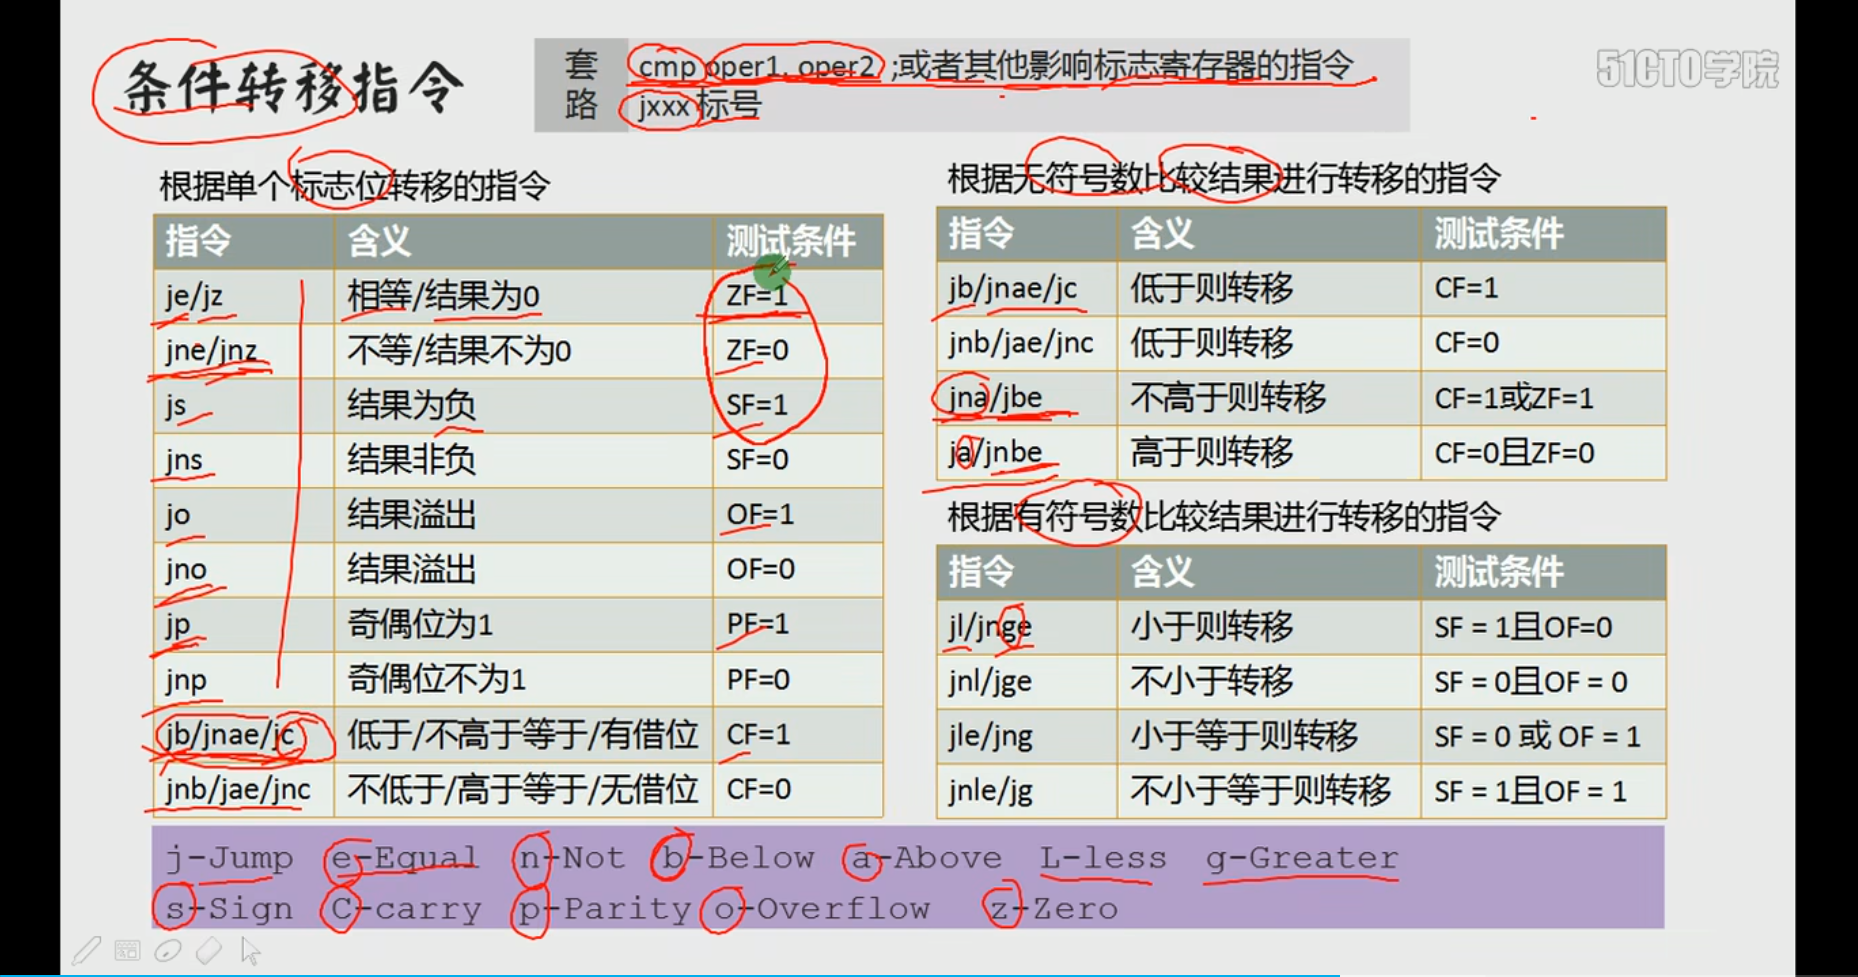 条件转移指令
套路
cmp oper1, oper2 ;或者其他影响标志寄存器的指令
jxxx 标号
51CTO学院
根据单个标志位转移的指令
指令 含义 测试条件
je/jz 相等/结果为0 ZF=1
jne/jnz 不等/结果不为0 ZF=0
js 结果为负 SF=1
jns 结果非负 SF=0
jo 结果溢出 OF=1
jno 结果溢出 OF=0
jp 奇偶位为1 PF=1
jnp 奇偶位不为1 PF=0
jb/jnae/jc 低于/不高于等于/有借位 CF=1
jnb/jae/jnc 不低于/高于等于/无借位 CF=0
根据无符号数比较结果进行转移的指令
指令 含义 测试条件
jb/jnae/jc 低于则转移 CF=1
jnb/jae/jnc 低于则转移 CF=0
jna/jbe 不高于则转移 CF=1或ZF=1
ja/jnbe 高于则转移 CF=0且ZF=0
根据有符号数比较结果进行转移的指令
指令 含义 测试条件
jl/jnge 小于则转移 SF = 1且OF=0
jnl/jge 不小于转移 SF = 0且OF = 0
jle/jng 小于等于则转移 SF = 0 或 OF = 1
jnle/jg 不小于等于则转移 SF = 1且OF = 1
j-Jump e-Equal n-Not b-Below a-Above L-less g-Greater
s-Sign C-carry p-Parity o-Overflow z-Zero